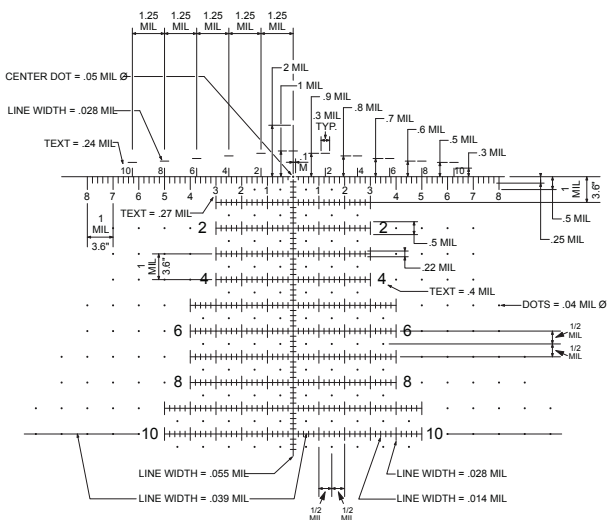 1.25 MIL
1.25 MIL
1.25 MIL
1.25 MIL
1.25 MIL
2 MIL
1 MIL
.9 MIL
.3 MIL TYP.
.8 MIL
.7 MIL
.6 MIL
.5 MIL
.3 MIL
CENTER DOT = .05 MIL Ø
LINE WIDTH = .028 MIL
TEXT = .24 MIL
.1
M
10 8 6 4 2 2 4 6 8 10
8 7 6 5 4 3 2 1 1 2 3 4 5 6 7 8
1 MIL
3.6"
.5 MIL
.25 MIL
TEXT = .27 MIL
1 MIL
3.6"
2 2
.5 MIL
.22 MIL
1 MIL
3.6"
4 4
TEXT = .4 MIL
DOTS = .04 MIL Ø
6 6
1/2 MIL
1/2 MIL
8 8
10 10
LINE WIDTH = .055 MIL
LINE WIDTH = .028 MIL
LINE WIDTH = .039 MIL
LINE WIDTH = .014 MIL
1/2 MIL
1/2 MIL